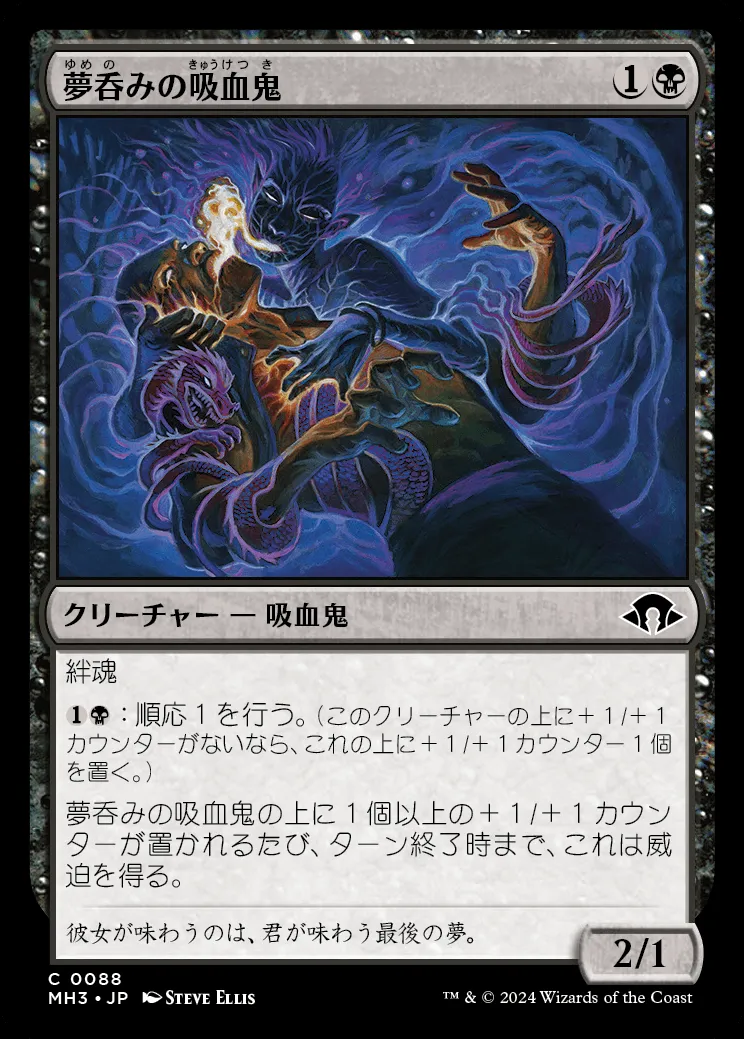 ゆめの きゅうけつき
夢呑みの吸血鬼
1
クリーチャー — 吸血鬼
絆魂
1：順応1を行う。（このクリーチャーの上に＋1/＋1
カウンターがないなら、これの上に＋1/＋1カウンター1個
を置く。）
夢呑みの吸血鬼の上に1個以上の＋1/＋1カウン
ターが置かれるたび、ターン終了時まで、これは威
迫を得る。
彼女が味わうのは、君が味わう最後の夢。
2/1
C 0088
MH3 • JP Steve Ellis
™ & © 2024 Wizards of the Coast